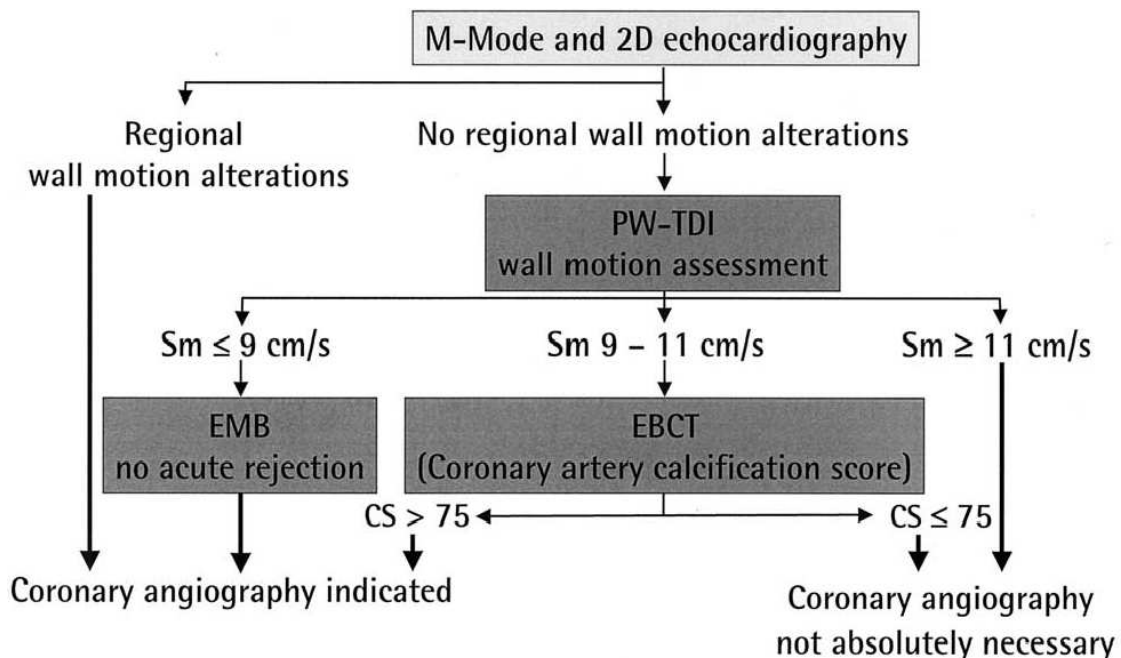 M-Mode and 2D echocardiography
Regional
wall motion alterations
No regional wall motion alterations
PW-TDI
wall motion assessment
Sm ≤ 9 cm/s
Sm 9 – 11 cm/s
Sm ≥ 11 cm/s
EMB
no acute rejection
EBCT
(Coronary artery calcification score)
CS > 75
CS ≤ 75
Coronary angiography indicated
Coronary angiography
not absolutely necessary